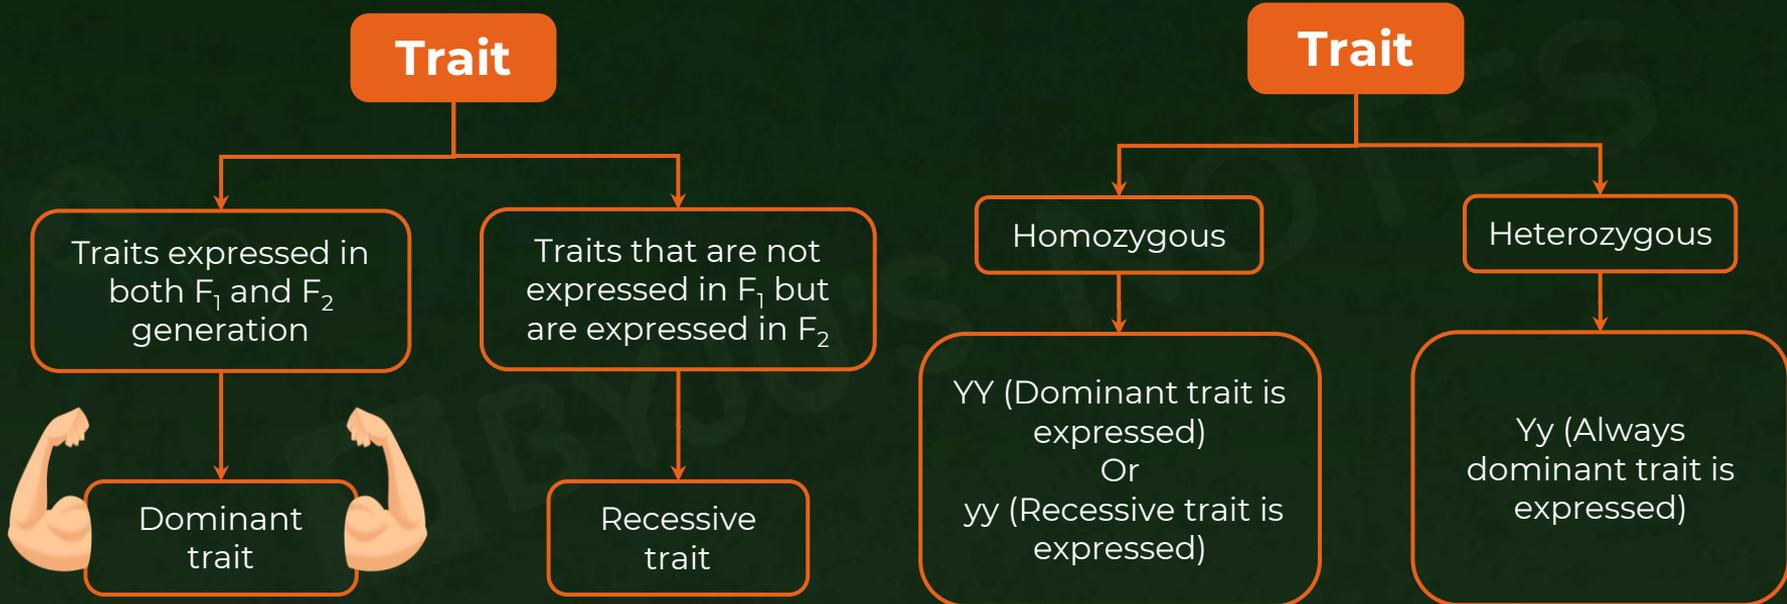 Trait
Traits expressed in
both F₁ and F₂
generation
Traits that are not
expressed in F₁ but
are expressed in F₂
Dominant
trait
Recessive
trait
Trait
Homozygous
Heterozygous
YY (Dominant trait is
expressed)
Or
yy (Recessive trait is
expressed)
Yy (Always
dominant trait is
expressed)
BYJU'S NOTES